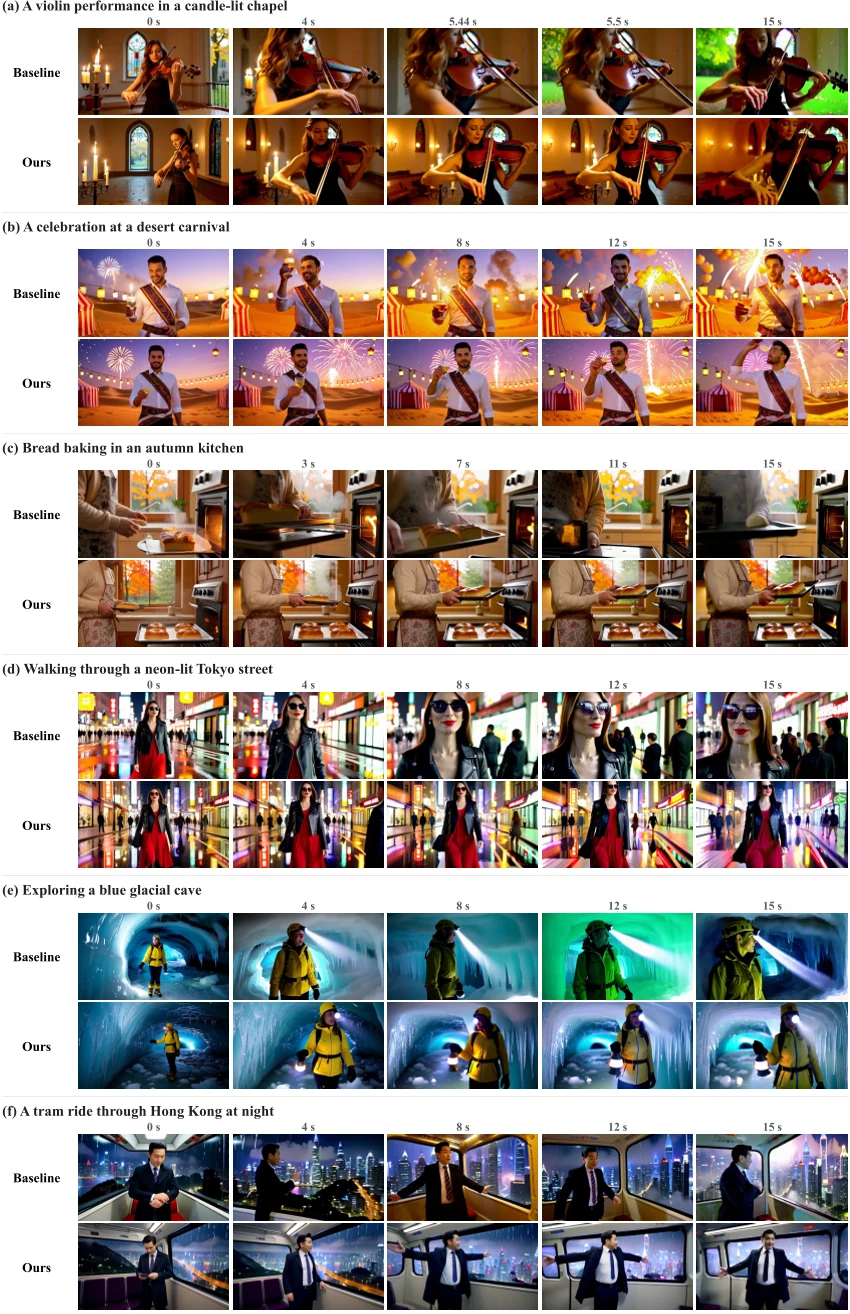 (a) A violin performance in a candle-lit chapel
0 s 4 s 5.44 s 5.5 s 15 s
Baseline
Ours
(b) A celebration at a desert carnival
0 s 4 s 8 s 12 s 15 s
Baseline
Ours
(c) Bread baking in an autumn kitchen
0 s 3 s 7 s 11 s 15 s
Baseline
Ours
(d) Walking through a neon-lit Tokyo street
0 s 4 s 8 s 12 s 15 s
Baseline
Ours
(e) Exploring a blue glacial cave
0 s 4 s 8 s 12 s 15 s
Baseline
Ours
(f) A tram ride through Hong Kong at night
0 s 4 s 8 s 12 s 15 s
Baseline
Ours